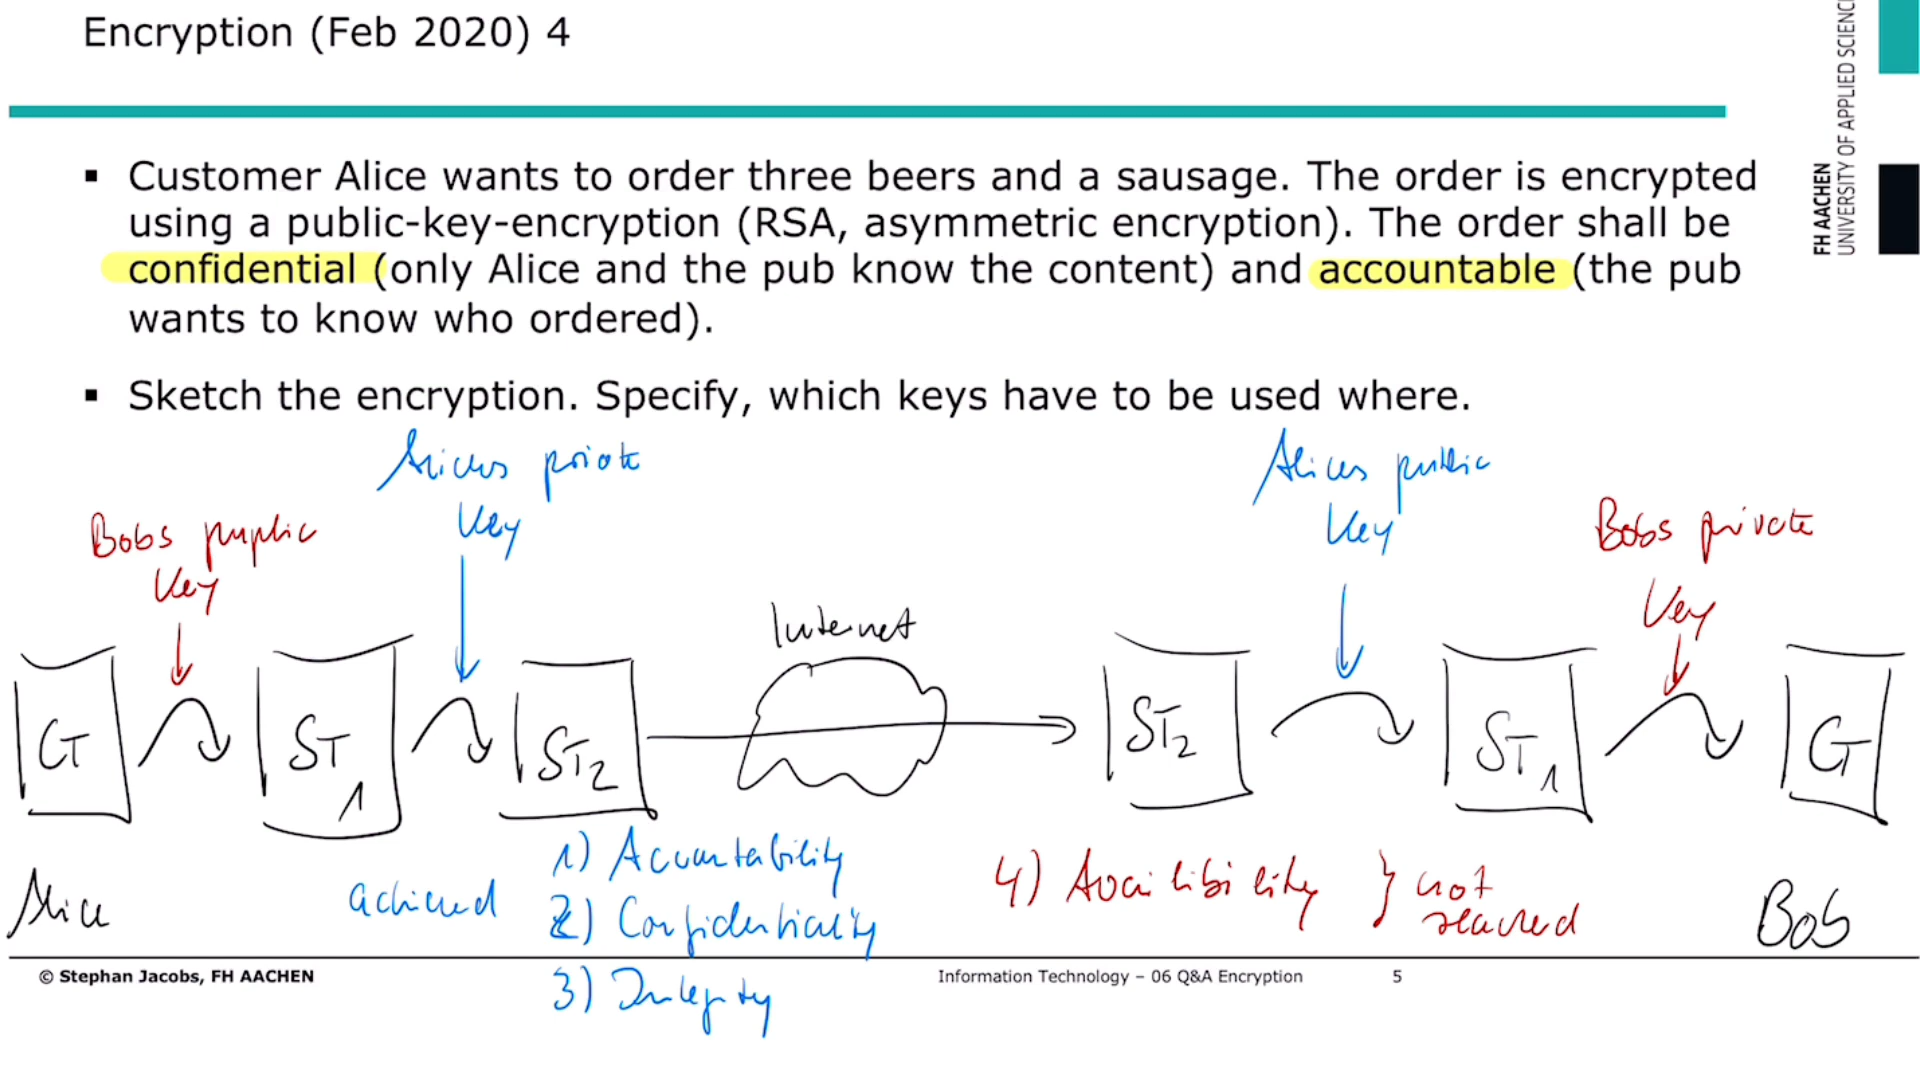 Encryption (Feb 2020) 4
FH AACHEN
UNIVERSITY OF APPLIED SCIENC
▪ Customer Alice wants to order three beers and a sausage. The order is encrypted
using a public-key-encryption (RSA, asymmetric encryption). The order shall be
confidential (only Alice and the pub know the content) and accountable (the pub
wants to know who ordered).
▪ Sketch the encryption. Specify, which keys have to be used where.
Bobs puplic
Key
Alices
Key
Alices public
Key
Bobs private
Key
Internet
ST
1
ST2
ST2
ST1
Alice
achieved
1) Accountability
2) Confidentiality
3) Integrity
4) Availibility } not
Bob
© Stephan Jacobs, FH AACHEN
Information Technology – 06 Q&A Encryption
5